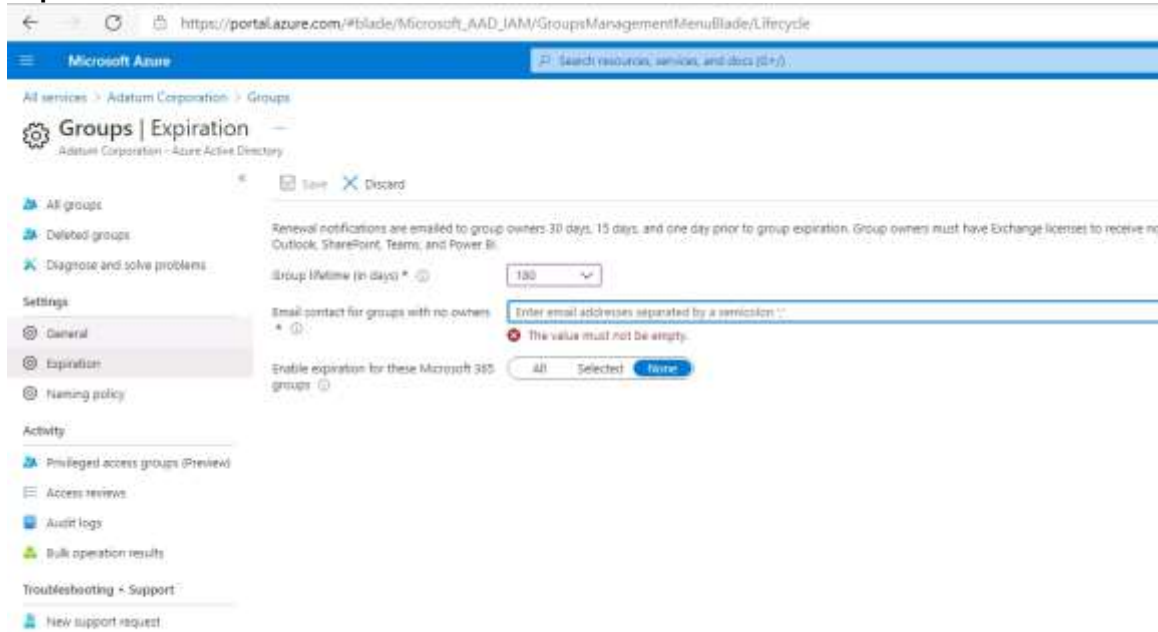 https://portal.azure.com/#blade/Microsoft_AAD_IAM/GroupsManagementMenuBlade/Lifecycle
Microsoft Azure
Search resources, services, and docs (G+/)
All services > Adatum Corporation > Groups
Groups | Expiration
Adatum Corporation - Azure Active Directory
Save Discard
All groups
Deleted groups
Diagnose and solve problems
Settings
General
Expiration
Naming policy
Activity
Privileged access groups (Preview)
Access reviews
Audit logs
Bulk operation results
Troubleshooting + Support
New support request
Renewal notifications are emailed to group owners 30 days, 15 days, and one day prior to group expiration. Group owners must have Exchange licenses to receive no
Outlook, SharePoint, Teams, and Power BI.
Group lifetime (in days) * 180
Email contact for groups with no owners
*
Enter email addresses separated by a semicolon ';'
The value must not be empty.
Enable expiration for these Microsoft 365
groups
All Selected None